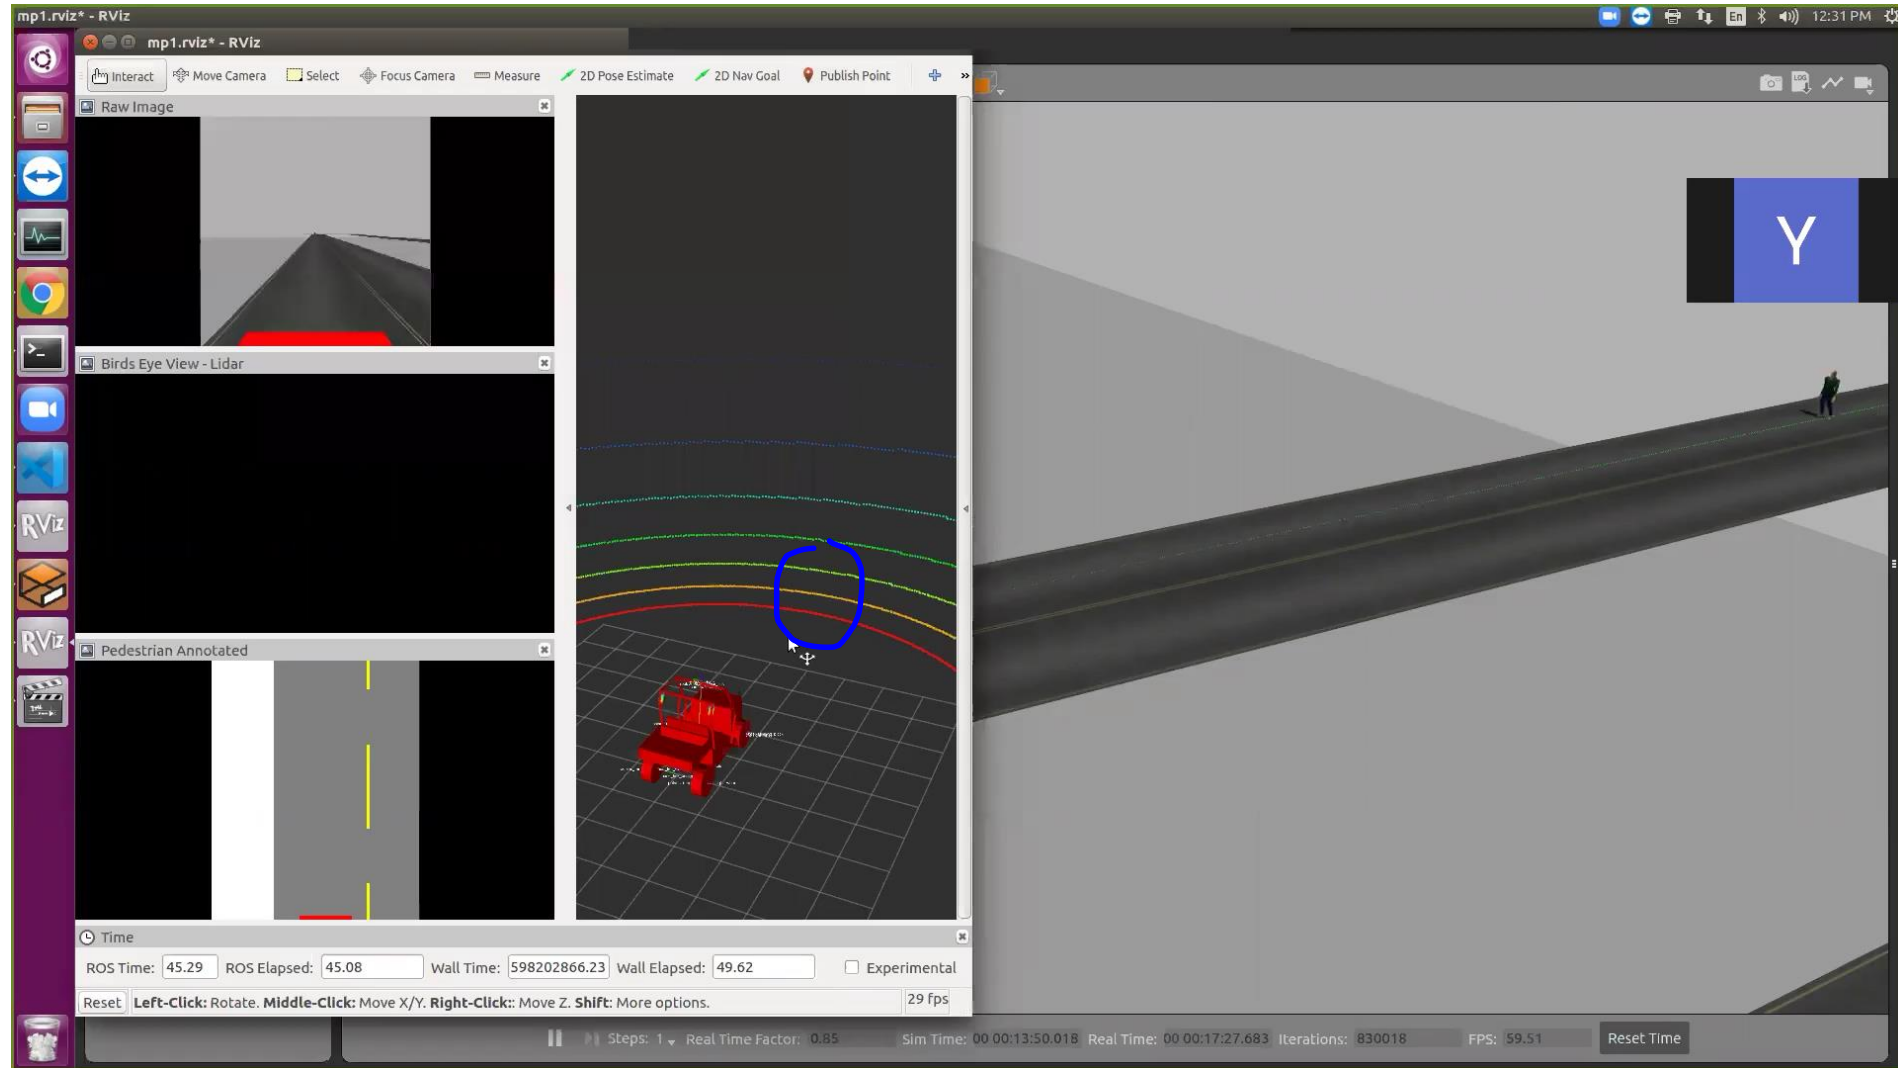 mp1.rviz* - RViz
En
12:31 PM
mp1.rviz* - RViz
Interact
Move Camera
Select
Focus Camera
Measure
2D Pose Estimate
2D Nav Goal
Publish Point
»
LOG
Raw Image
Y
Birds Eye View - Lidar
RViz
RViz
Pedestrian Annotated
Time
ROS Time: 45.29 ROS Elapsed: 45.08 Wall Time: 598202866.23 Wall Elapsed: 49.62 Experimental
Reset Left-Click: Rotate. Middle-Click: Move X/Y. Right-Click:: Move Z. Shift: More options. 29 fps
Steps: 1 Real Time Factor: 0.85 Sim Time: 00 00:13:50.018 Real Time: 00 00:17:27.683 Iterations: 830018 FPS: 59.51 Reset Time